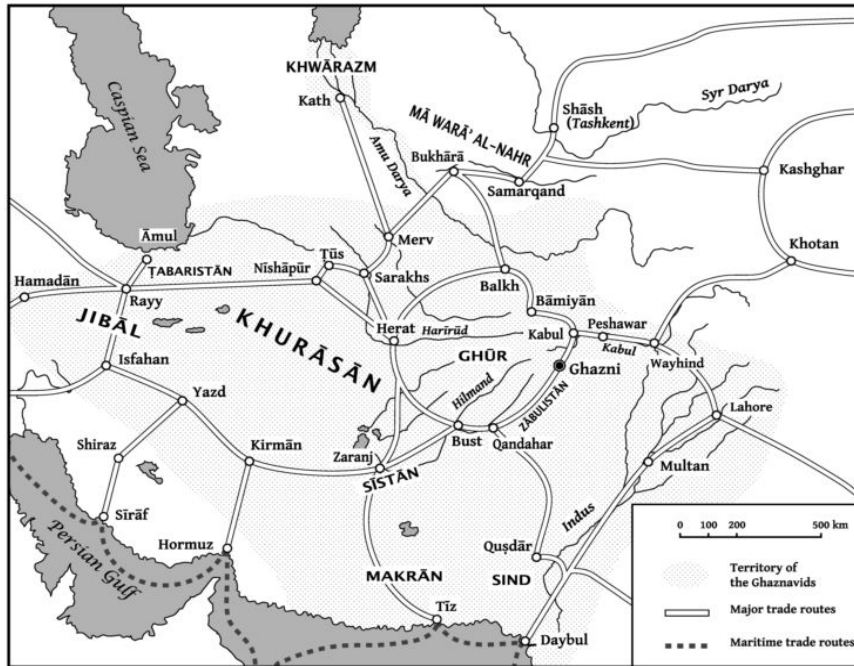 Caspian Sea
KHWĀRAZM
Kath
Amu Darya
MĀ WARĀ' AL-NAHR
Shāsh
(Tashkent)
Syr Darya
Bukhārā
Samarqand
Kashghar
Khotan
Āmul
ṬABARISTĀN
Hamadān
Rayy
Nīshāpūr
Ṭūs
Merv
Sarakhs
Balkh
Bāmiyān
JIBĀL
KHURĀSĀN
Herat
Harīrūd
Kabul
Peshawar
Kabul
Wayhind
GHŪR
Ghazni
Isfahan
Hilmand
ZĀBULISTĀN
Yazd
Lahore
Bust
Qandahar
Shiraz
Kirmān
Zaranj
SĪSTĀN
Multan
Sīrāf
Indus
Hormuz
Persian Gulf
Quṣdār
MAKRĀN
SIND
Tīz
Daybul
0 100 200 500 km
Territory of
the Ghaznavids
Major trade routes
Maritime trade routes